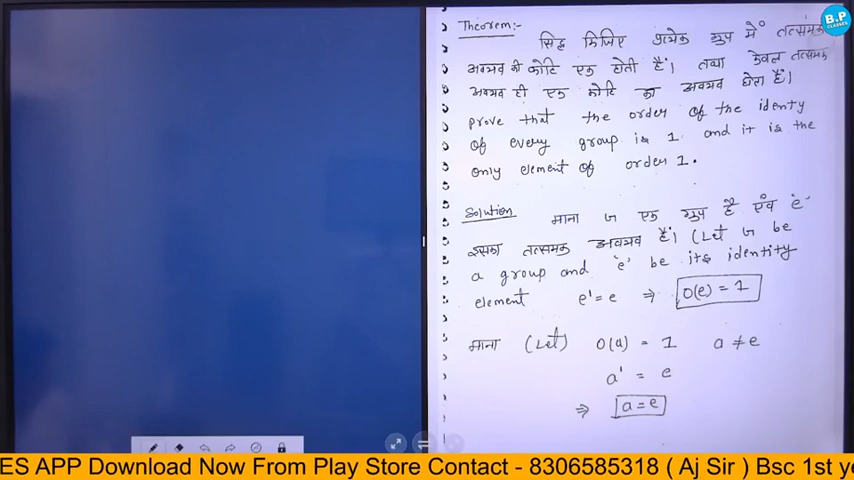 B.P
CLASSES
Theorem:-
सिद्ध किजिए प्रत्येक ग्रुप में तत्समक
अवयव की कोटि एक होती हैं। तथा केवल तत्समक
अवयव ही एक कोटि का अवयव होता हैं।
prove that the order of the identy
of every group is 1 and it is the
only element of order 1.
Solution माना G एक ग्रुप है एंव 'e'
इसका तत्समक अवयव हैं। (Let G be
a group and 'e' be its identity
element e¹=e ⇒ O(e) = 1
माना (Let) O(a) = 1 a ≠ e
a¹ = e
⇒ a=e
ES APP Download Now From Play Store Contact - 8306585318 ( Aj Sir ) Bsc 1st ye